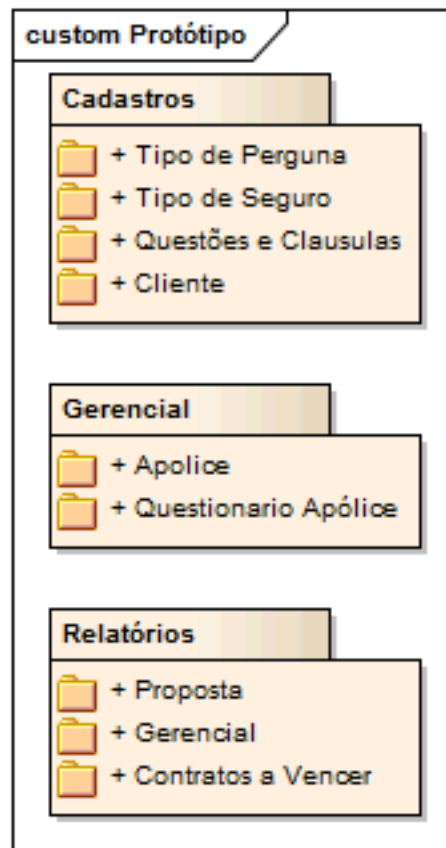 custom Protótipo
Cadastros
+ Tipo de Perguna
+ Tipo de Seguro
+ Questões e Clausulas
+ Cliente
Gerencial
+ Apolice
+ Questionario Apólice
Relatórios
+ Proposta
+ Gerencial
+ Contratos a Vencer